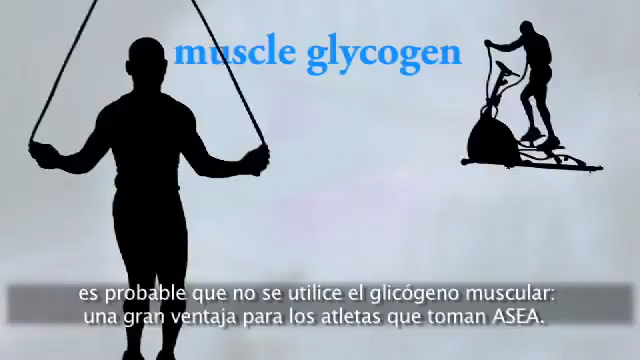 muscle glycogen
es probable que no se utilice el glicógeno muscular:
una gran ventaja para los atletas que toman ASEA.